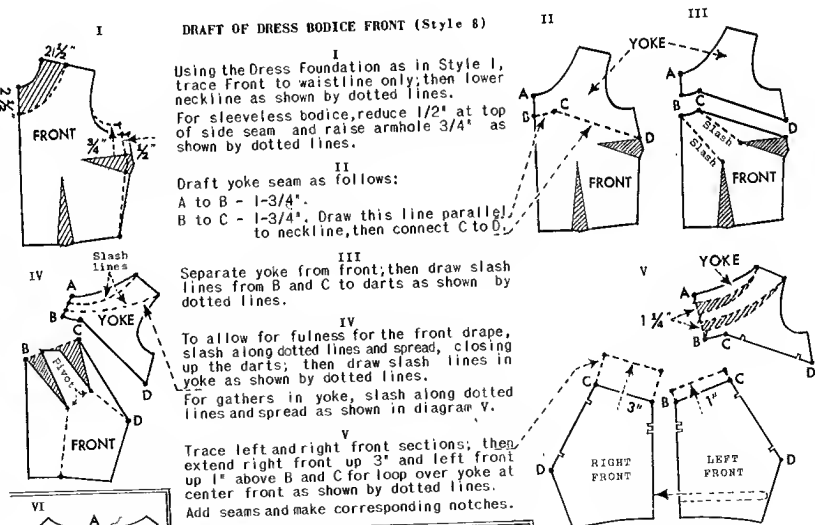 DRAFT OF DRESS BODICE FRONT (Style 8)
I
2 1/2"
2 3/4"
FRONT
3/4"
1/2
I
Using the Dress Foundation as in Style I,
trace Front to waistline only; then lower
neckline as shown by dotted lines.
For sleeveless bodice, reduce 1/2" at top
of side seam and raise armhole 3/4" as
shown by dotted lines.
II
Draft yoke seam as follows:
A to B - 1-3/4".
B to C - 1-3/4". Draw this line parallel
to neckline, then connect C to D.
II
YOKE
A
B
C
D
FRONT
III
A
B
C
D
Slash
Slash
FRONT
III
Separate yoke from front; then draw slash
lines from B and C to darts as shown by
dotted lines.
IV
Slash
lines
A
B
YOKE
C
B
Pivot
D
D
FRONT
IV
To allow for fulness for the front drape,
slash along dotted lines and spread, closing
up the darts; then draw slash lines in
yoke as shown by dotted lines.
For gathers in yoke, slash along dotted
lines and spread as shown in diagram V.
V
Trace left and right front sections; then
extend right front up 3" and left front
up 1" above B and C for loop over yoke at
center front as shown by dotted lines.
Add seams and make corresponding notches.
V
YOKE
A
1 1/4"
B
C
D
C
B
C
3"
1"
D
RIGHT
FRONT
LEFT
FRONT
D
VI
A